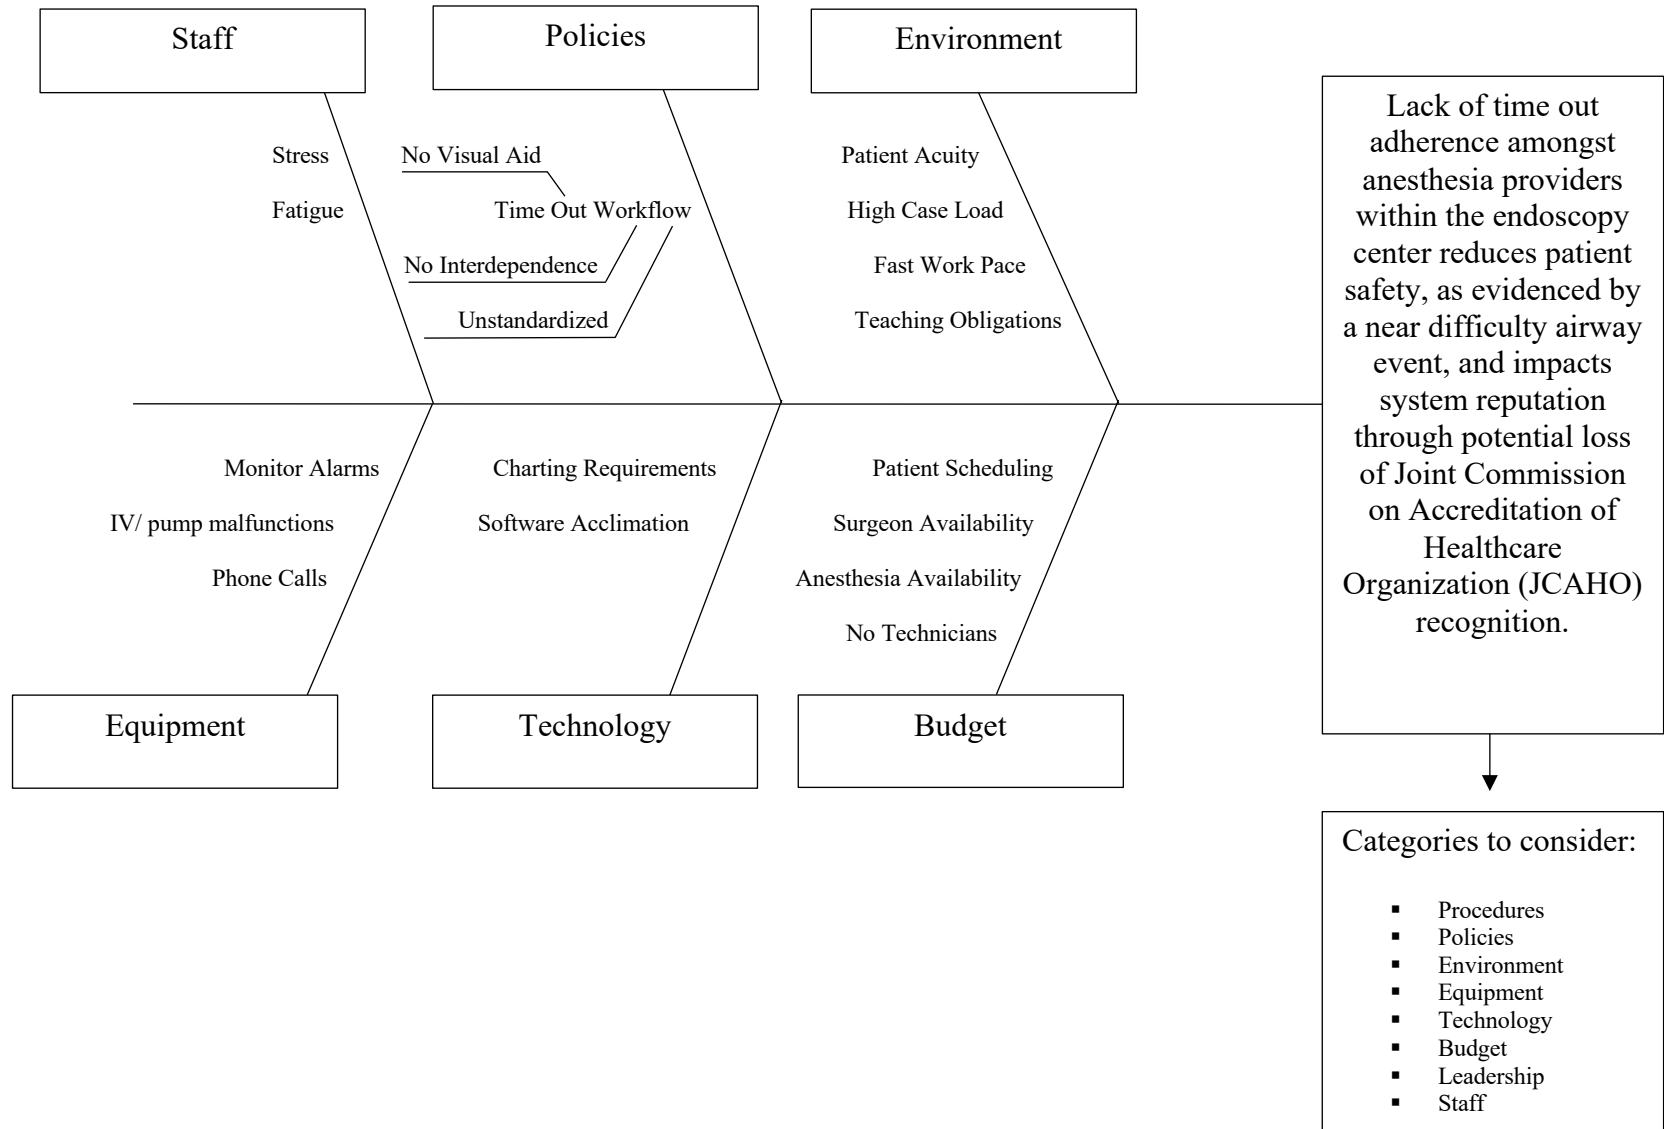 Staff
Policies
Environment
Stress
Fatigue
No Visual Aid
Time Out Workflow
No Interdependence
Unstandardized
Patient Acuity
High Case Load
Fast Work Pace
Teaching Obligations
Lack of time out
adherence amongst
anesthesia providers
within the endoscopy
center reduces patient
safety, as evidenced by
a near difficulty airway
event, and impacts
system reputation
through potential loss
of Joint Commission
on Accreditation of
Healthcare
Organization (JCAHO)
recognition.
Monitor Alarms
IV/ pump malfunctions
Phone Calls
Charting Requirements
Software Acclimation
Patient Scheduling
Surgeon Availability
Anesthesia Availability
No Technicians
Equipment
Technology
Budget
Categories to consider:
▪ Procedures
▪ Policies
▪ Environment
▪ Equipment
▪ Technology
▪ Budget
▪ Leadership
▪ Staff